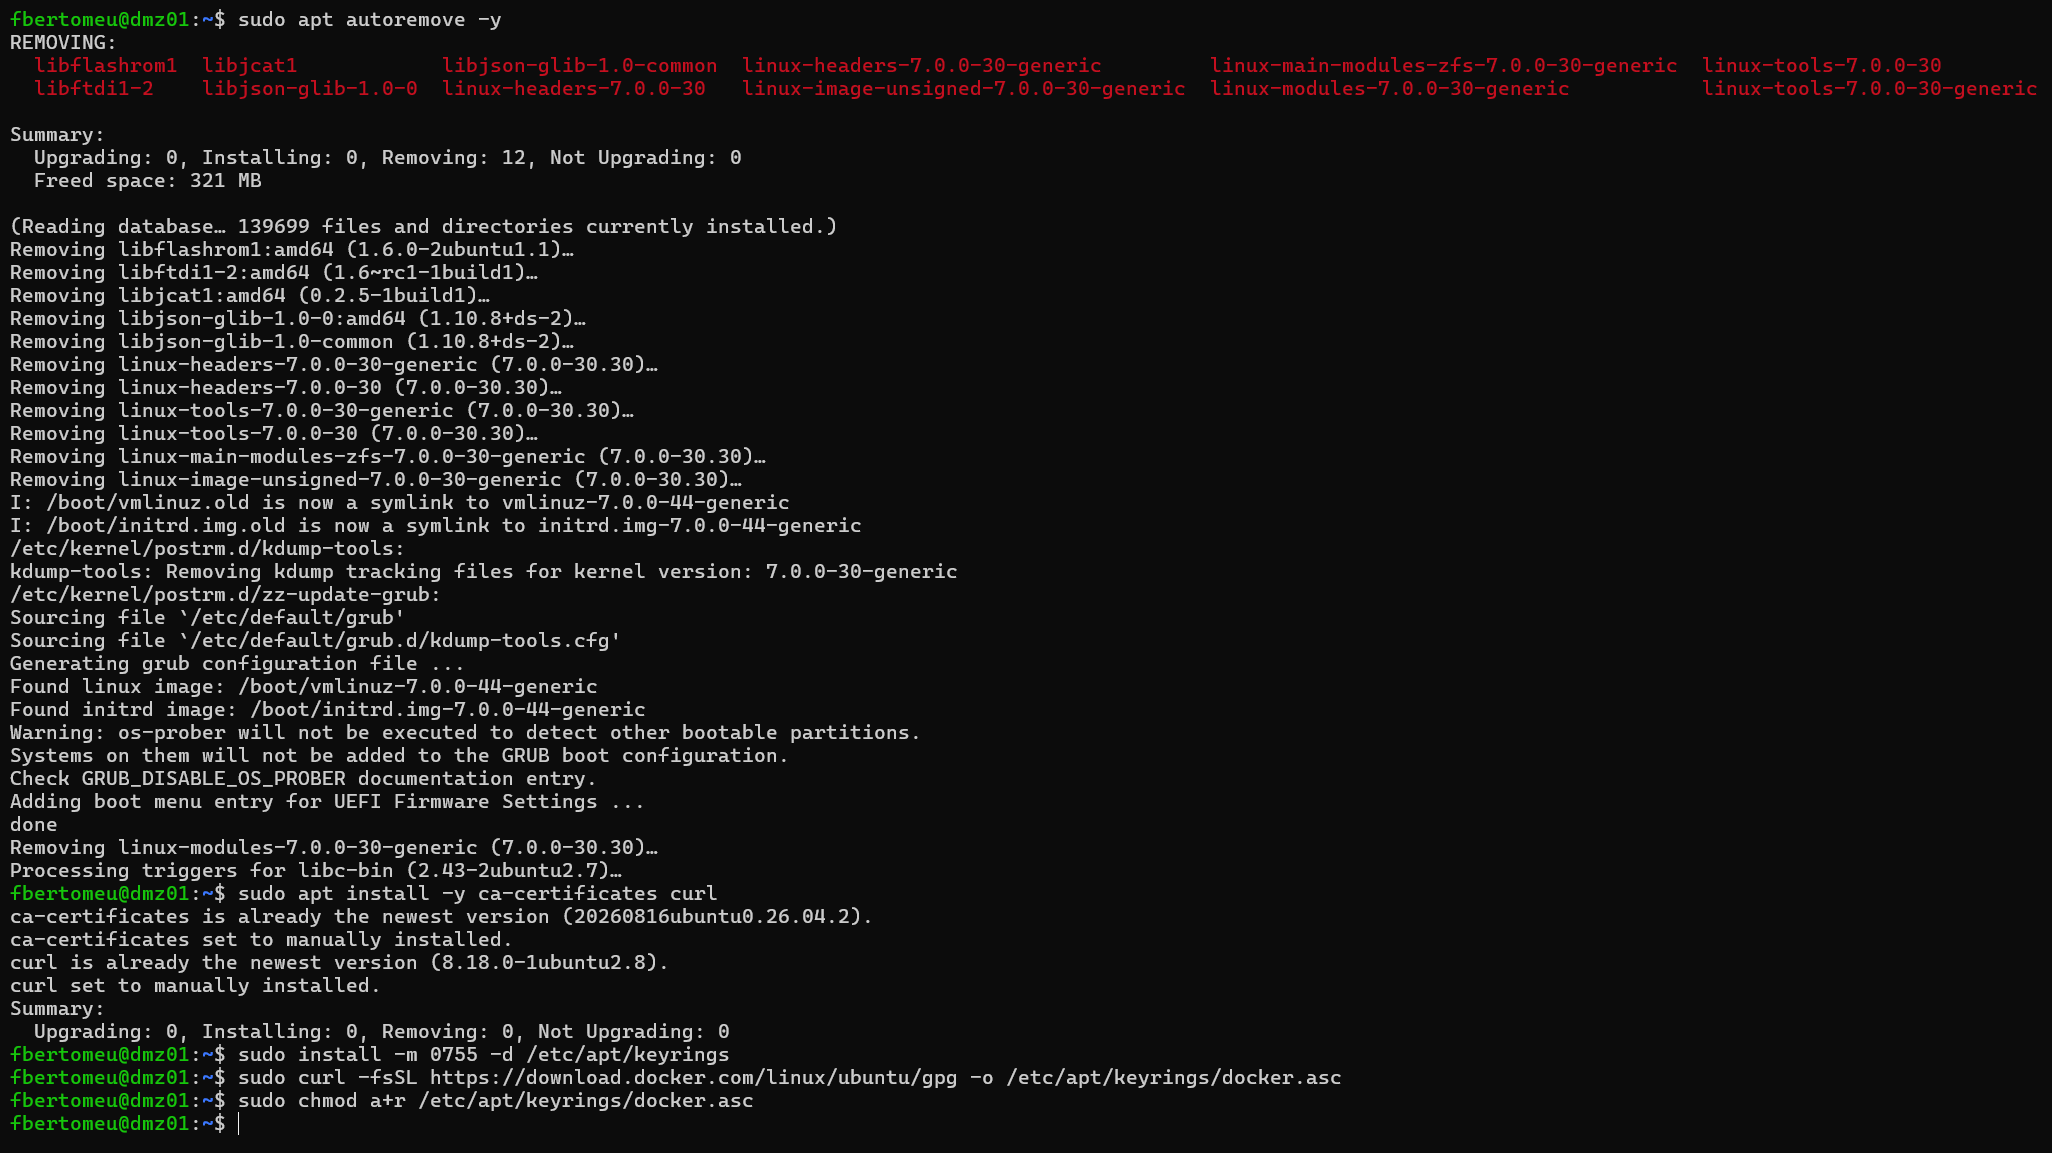 fbertomeu@dmz01:~$ sudo apt autoremove -y
REMOVING:
  libflashrom1  libjcat1            libjson-glib-1.0-common  linux-headers-7.0.0-30-generic         linux-main-modules-zfs-7.0.0-30-generic  linux-tools-7.0.0-30
  libftdi1-2    libjson-glib-1.0-0  linux-headers-7.0.0-30   linux-image-unsigned-7.0.0-30-generic  linux-modules-7.0.0-30-generic           linux-tools-7.0.0-30-generic

Summary:
  Upgrading: 0, Installing: 0, Removing: 12, Not Upgrading: 0
  Freed space: 321 MB

(Reading database… 139699 files and directories currently installed.)
Removing libflashrom1:amd64 (1.6.0-2ubuntu1.1)…
Removing libftdi1-2:amd64 (1.6~rc1-1build1)…
Removing libjcat1:amd64 (0.2.5-1build1)…
Removing libjson-glib-1.0-0:amd64 (1.10.8+ds-2)…
Removing libjson-glib-1.0-common (1.10.8+ds-2)…
Removing linux-headers-7.0.0-30-generic (7.0.0-30.30)…
Removing linux-headers-7.0.0-30 (7.0.0-30.30)…
Removing linux-tools-7.0.0-30-generic (7.0.0-30.30)…
Removing linux-tools-7.0.0-30 (7.0.0-30.30)…
Removing linux-main-modules-zfs-7.0.0-30-generic (7.0.0-30.30)…
Removing linux-image-unsigned-7.0.0-30-generic (7.0.0-30.30)…
I: /boot/vmlinuz.old is now a symlink to vmlinuz-7.0.0-44-generic
I: /boot/initrd.img.old is now a symlink to initrd.img-7.0.0-44-generic
/etc/kernel/postrm.d/kdump-tools:
kdump-tools: Removing kdump tracking files for kernel version: 7.0.0-30-generic
/etc/kernel/postrm.d/zz-update-grub:
Sourcing file `/etc/default/grub'
Sourcing file `/etc/default/grub.d/kdump-tools.cfg'
Generating grub configuration file ...
Found linux image: /boot/vmlinuz-7.0.0-44-generic
Found initrd image: /boot/initrd.img-7.0.0-44-generic
Warning: os-prober will not be executed to detect other bootable partitions.
Systems on them will not be added to the GRUB boot configuration.
Check GRUB_DISABLE_OS_PROBER documentation entry.
Adding boot menu entry for UEFI Firmware Settings ...
done
Removing linux-modules-7.0.0-30-generic (7.0.0-30.30)…
Processing triggers for libc-bin (2.43-2ubuntu2.7)…
fbertomeu@dmz01:~$ sudo apt install -y ca-certificates curl
ca-certificates is already the newest version (20260816ubuntu0.26.04.2).
ca-certificates set to manually installed.
curl is already the newest version (8.18.0-1ubuntu2.8).
curl set to manually installed.
Summary:
  Upgrading: 0, Installing: 0, Removing: 0, Not Upgrading: 0
fbertomeu@dmz01:~$ sudo install -m 0755 -d /etc/apt/keyrings
fbertomeu@dmz01:~$ sudo curl -fsSL https://download.docker.com/linux/ubuntu/gpg -o /etc/apt/keyrings/docker.asc
fbertomeu@dmz01:~$ sudo chmod a+r /etc/apt/keyrings/docker.asc
fbertomeu@dmz01:~$